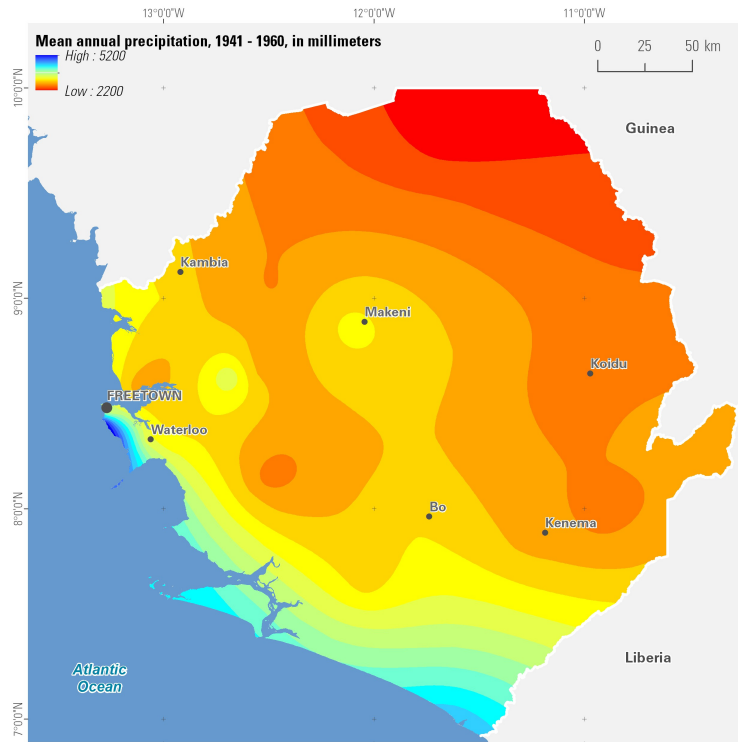 13°0'0"W 12°0'0"W 11°0'0"W
Mean annual precipitation, 1941 - 1960, in millimeters
High : 5200
Low : 2200
0 25 50 km
10°0'0"N
Guinea
Kambia
9°0'0"N
Makeni
Koidu
FREETOWN
Waterloo
8°0'0"N
Bo
Kenema
Atlantic
Ocean
Liberia
7°0'0"N